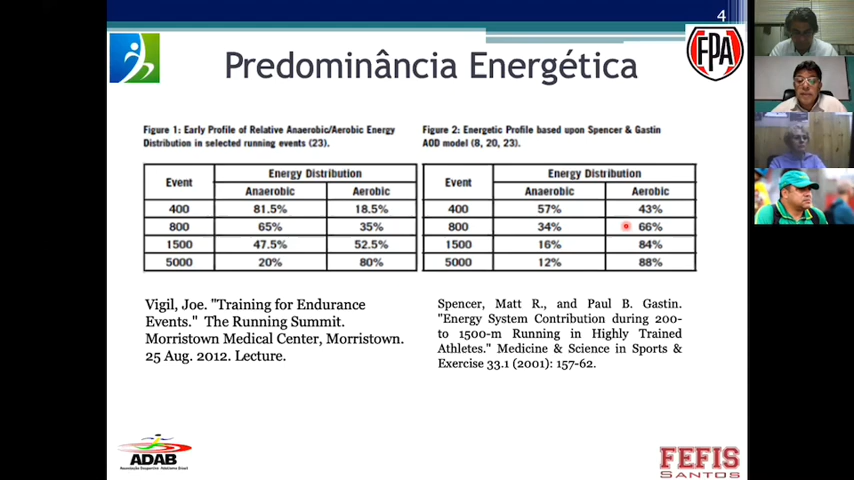 4
Predominância Energética
FPA
Figure 1: Early Profile of Relative Anaerobic/Aerobic Energy
Distribution in selected running events (23).
Event Energy Distribution
Anaerobic Aerobic
400 81.5% 18.5%
800 65% 35%
1500 47.5% 52.5%
5000 20% 80%
Figure 2: Energetic Profile based upon Spencer & Gastin
AOD model (8, 20, 23).
Event Energy Distribution
Anaerobic Aerobic
400 57% 43%
800 34% 66%
1500 16% 84%
5000 12% 88%
Vigil, Joe. "Training for Endurance
Events." The Running Summit.
Morristown Medical Center, Morristown.
25 Aug. 2012. Lecture.
Spencer, Matt R., and Paul B. Gastin.
"Energy System Contribution during 200-
to 1500-m Running in Highly Trained
Athletes." Medicine & Science in Sports &
Exercise 33.1 (2001): 157-62.
ADAB
FEFIS
SANTOS